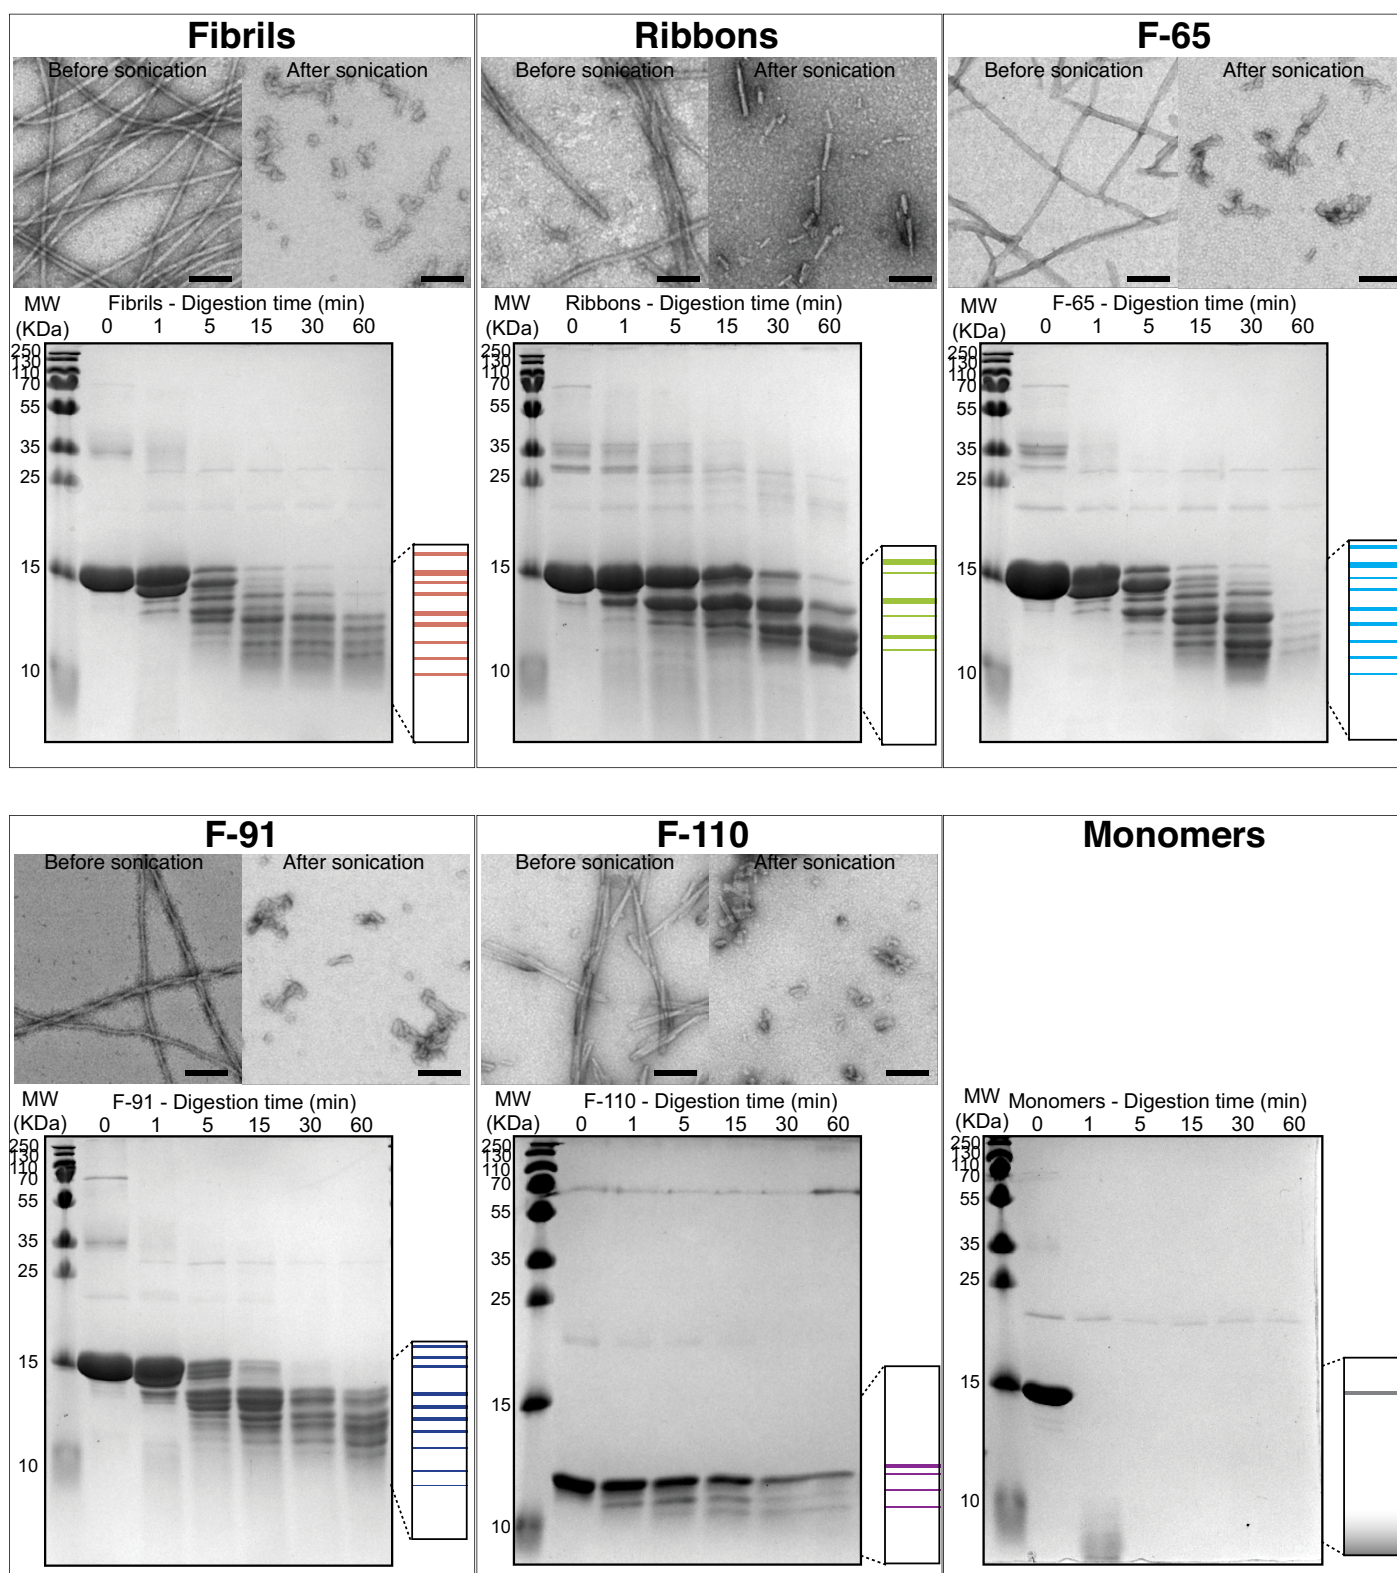 Fibrils
Before sonication After sonication
MW
(KDa)
Fibrils - Digestion time (min)
0 1 5 15 30 60
250
130
110
70
55
35
25
15
10
Ribbons
Before sonication After sonication
MW
(KDa)
Ribbons - Digestion time (min)
0 1 5 15 30 60
250
130
110
70
55
35
25
15
10
F-65
Before sonication After sonication
MW
(KDa)
F-65 - Digestion time (min)
0 1 5 15 30 60
250
130
110
70
55
35
25
15
10
F-91
Before sonication After sonication
MW
(KDa)
F-91 - Digestion time (min)
0 1 5 15 30 60
250
130
110
70
55
35
25
15
10
F-110
Before sonication After sonication
MW
(KDa)
F-110 - Digestion time (min)
0 1 5 15 30 60
250
130
110
70
55
35
25
15
10
Monomers
MW
(KDa)
Monomers - Digestion time (min)
0 1 5 15 30 60
250
130
110
70
55
35
25
15
10